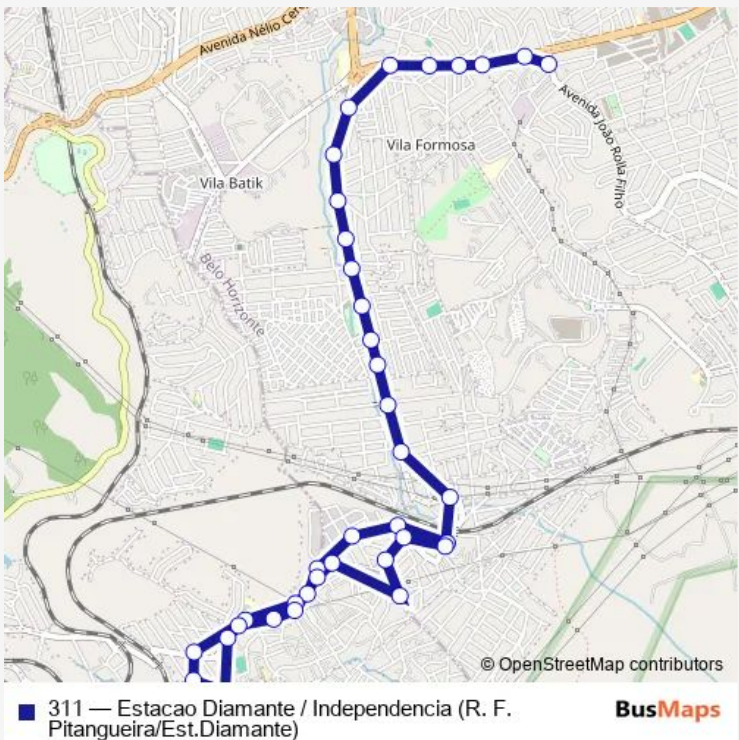 Avenida Nélio Cer
Avenida João Rolla Filho
Vila Formosa
Vila Batik
Belo Horizonte
© OpenStreetMap contributors
311 — Estacao Diamante / Independencia (R. F.
Pitangueira/Est.Diamante)
BusMaps